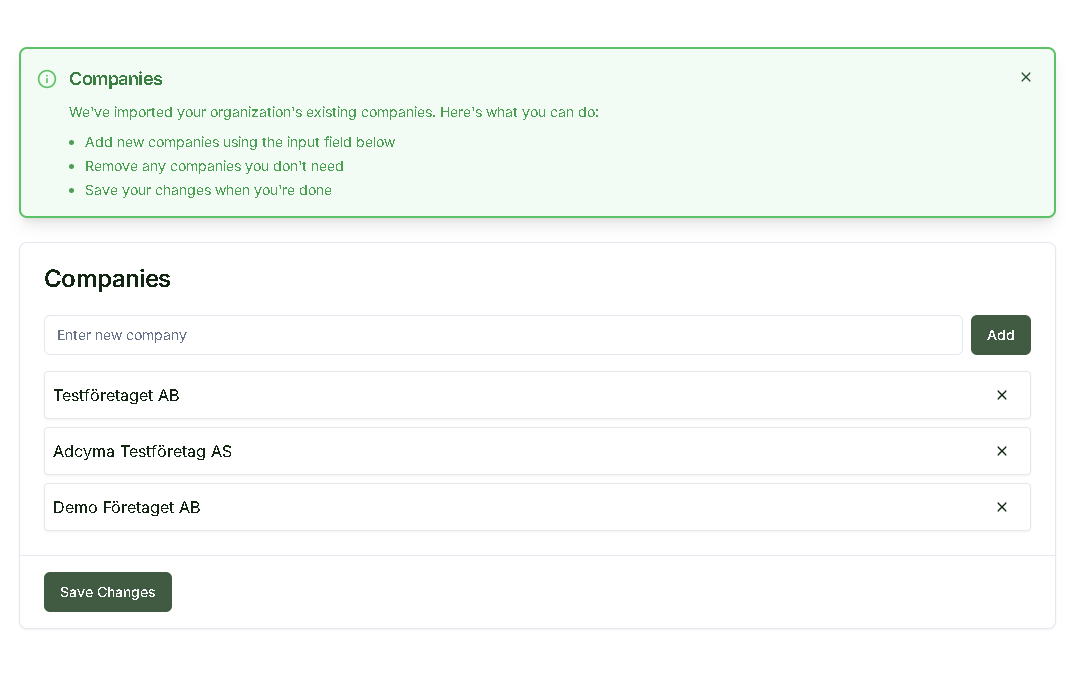 Companies
We've imported your organization's existing companies. Here's what you can do:
Add new companies using the input field below
Remove any companies you don't need
Save your changes when you're done
Companies
Enter new company
Add
Testföretaget AB
Adcyma Testföretag AS
Demo Företaget AB
Save Changes